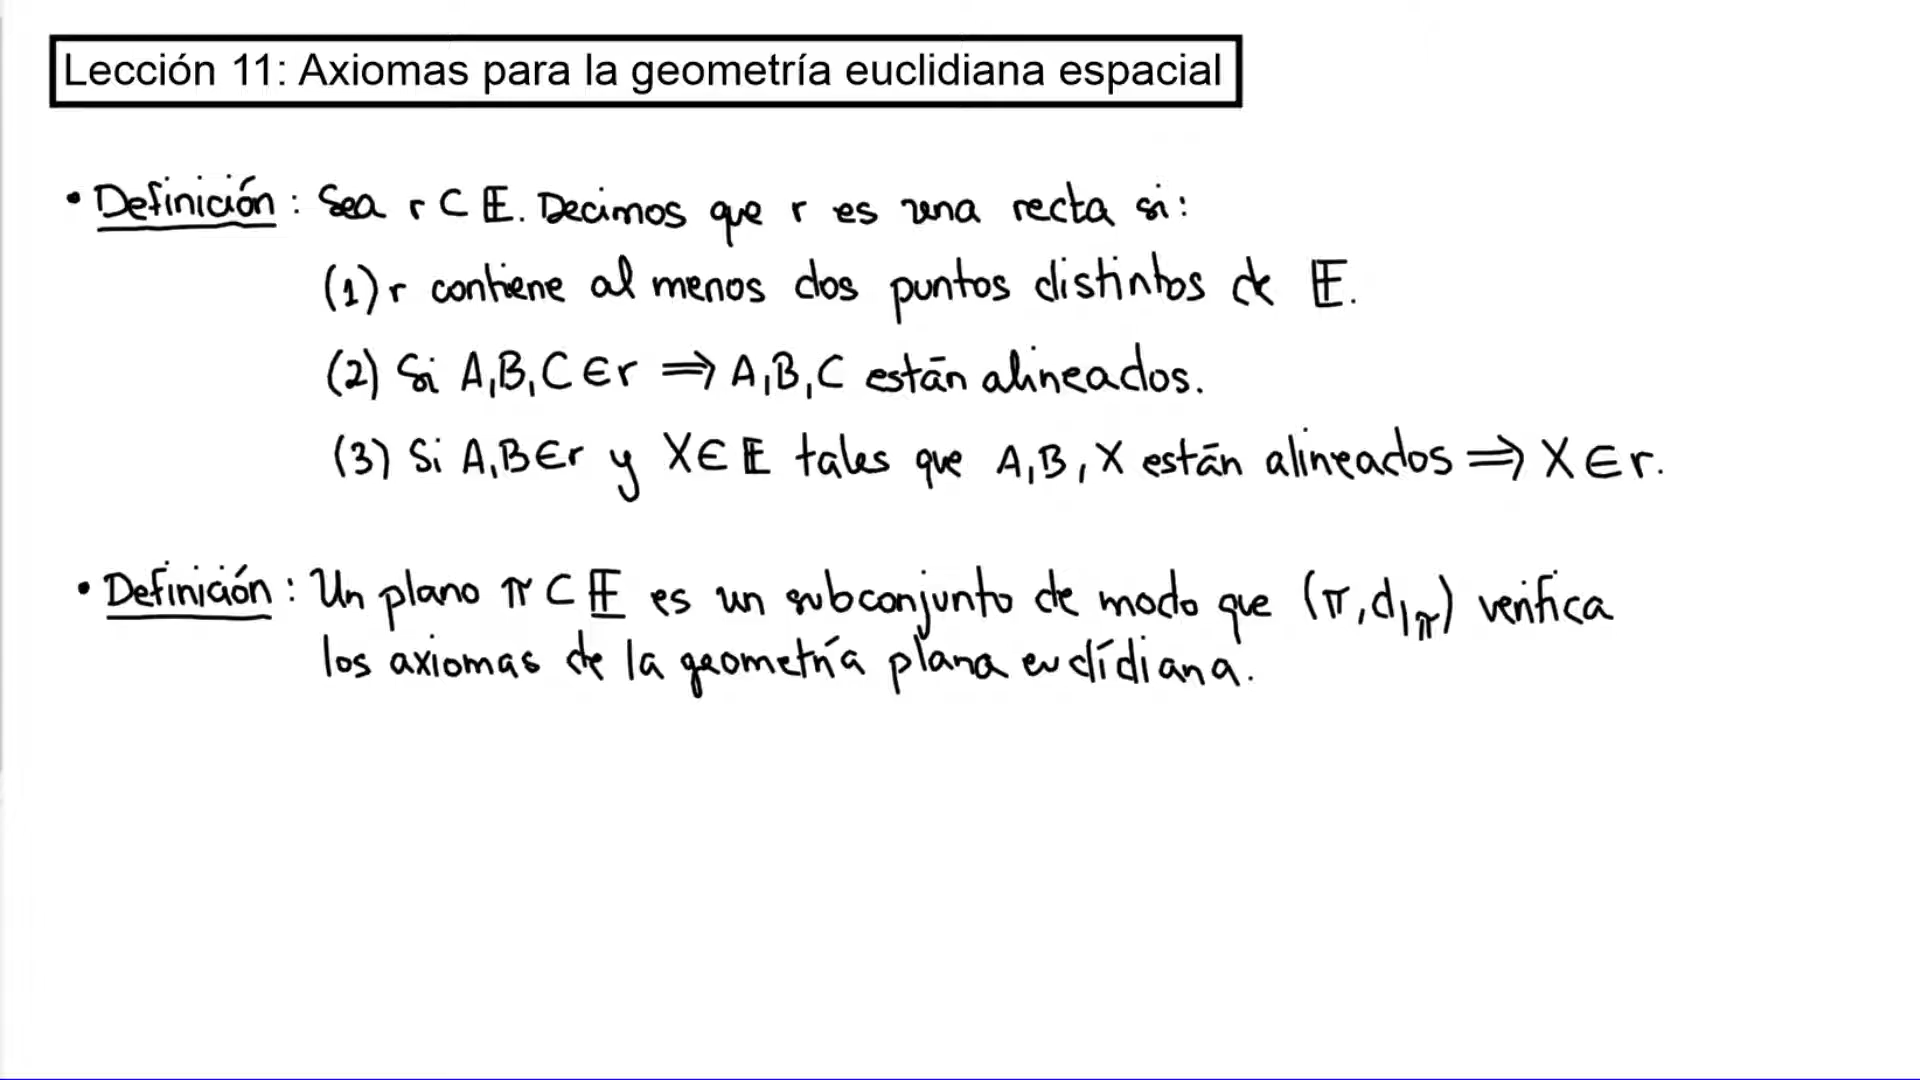 Lección 11: Axiomas para la geometría euclidiana espacial
• Definición: Sea r ⊂ 𝔼. Decimos que r es una recta si:
(1) r contiene al menos dos puntos distintos de 𝔼.
(2) Si A,B,C ∈ r ⟹ A,B,C están alineados.
(3) Si A,B ∈ r y X ∈ 𝔼 tales que A,B,X están alineados ⟹ X ∈ r.
• Definición: Un plano π ⊂ 𝔼 es un subconjunto de modo que (π, d|π) verifica
los axiomas de la geometría plana euclídiana.